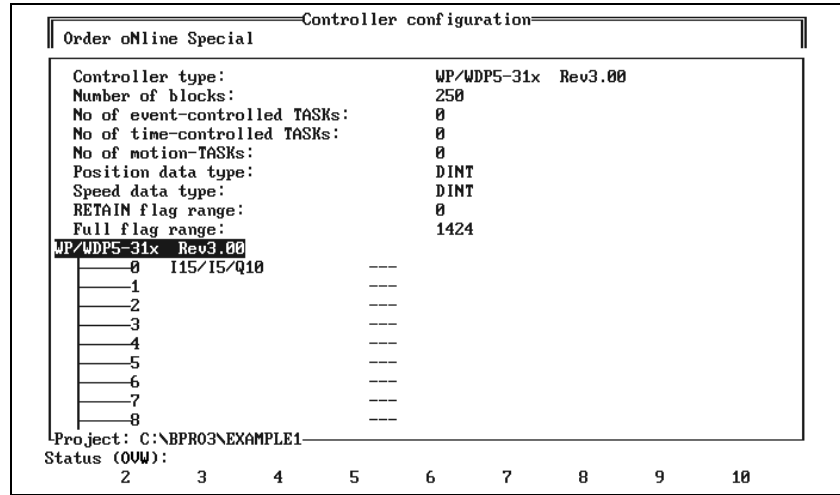 Controller configuration
Order oNline Special
Controller type: WP/WDP5-31x Rev3.00
Number of blocks: 250
No of event-controlled TASKs: 0
No of time-controlled TASKs: 0
No of motion-TASKs: 0
Position data type: DINT
Speed data type: DINT
RETAIN flag range: 0
Full flag range: 1424
WP/WDP5-31x Rev3.00
0 I15/I5/Q10 ---
1 ---
2 ---
3 ---
4 ---
5 ---
6 ---
7 ---
8 ---
Project: C:\BPRO3\EXAMPLE1
Status (OVW):
2 3 4 5 6 7 8 9 10